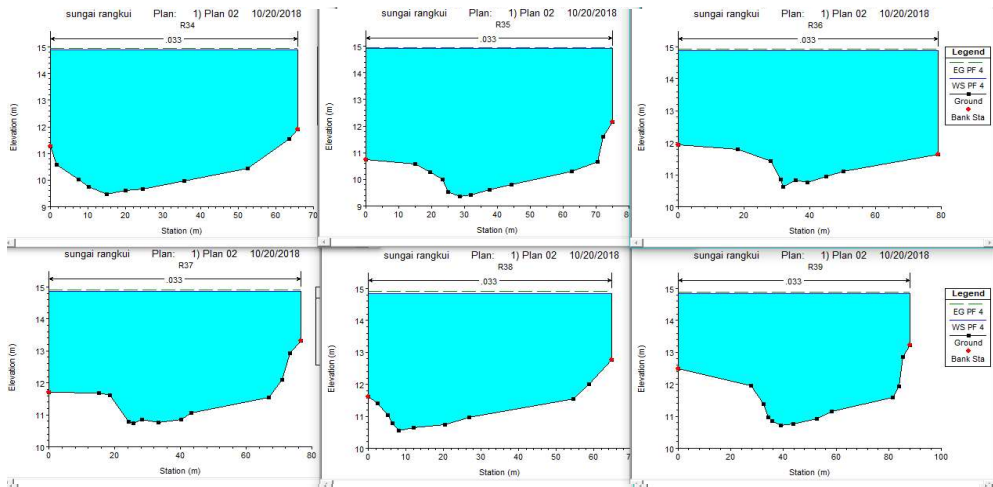 sungai rangkui Plan: 1) Plan 02 10/20/2018
R34
.033
15
14
13
12
11
10
9
Elevation (m)
0 10 20 30 40 50 60 70
Station (m)
sungai rangkui Plan: 1) Plan 02 10/20/2018
R35
.033
15
14
13
12
11
10
9
Elevation (m)
0 10 20 30 40 50 60 70 8
Station (m)
sungai rangkui Plan: 1) Plan 02 10/20/2018
R36
.033
15
14
13
12
11
10
Elevation (m)
0 20 40 60 80
Station (m)
Legend
EG PF 4
WS PF 4
Ground
Bank Sta
sungai rangkui Plan: 1) Plan 02 10/20/2018
R37
.033
15
14
13
12
11
10
Elevation (m)
0 20 40 60 80
Station (m)
sungai rangkui Plan: 1) Plan 02 10/20/2018
R38
.033
15
14
13
12
11
10
Elevation (m)
0 10 20 30 40 50 60 7
Station (m)
sungai rangkui Plan: 1) Plan 02 10/20/2018
R39
.033
15
14
13
12
11
10
Elevation (m)
0 20 40 60 80 100
Station (m)
Legend
EG PF 4
WS PF 4
Ground
Bank Sta